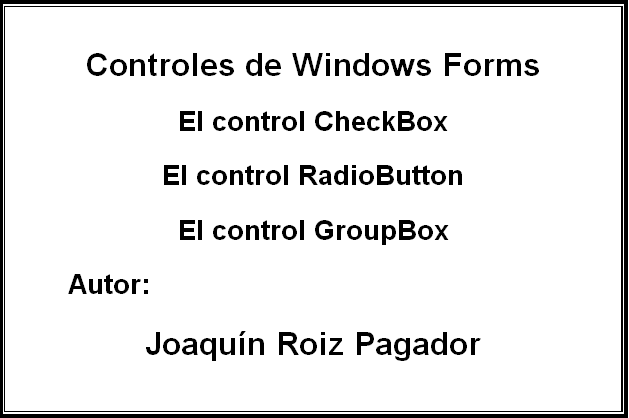 Controles de Windows Forms
El control CheckBox
El control RadioButton
El control GroupBox
Autor:
Joaquín Roiz Pagador